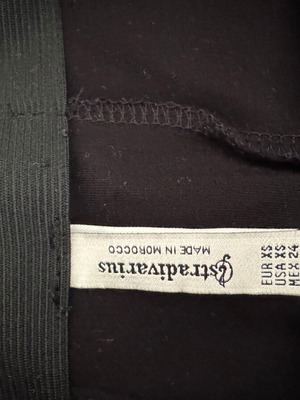 stradivarius
MADE IN MOROCCO
EUR XS
USA XS
MEX 24